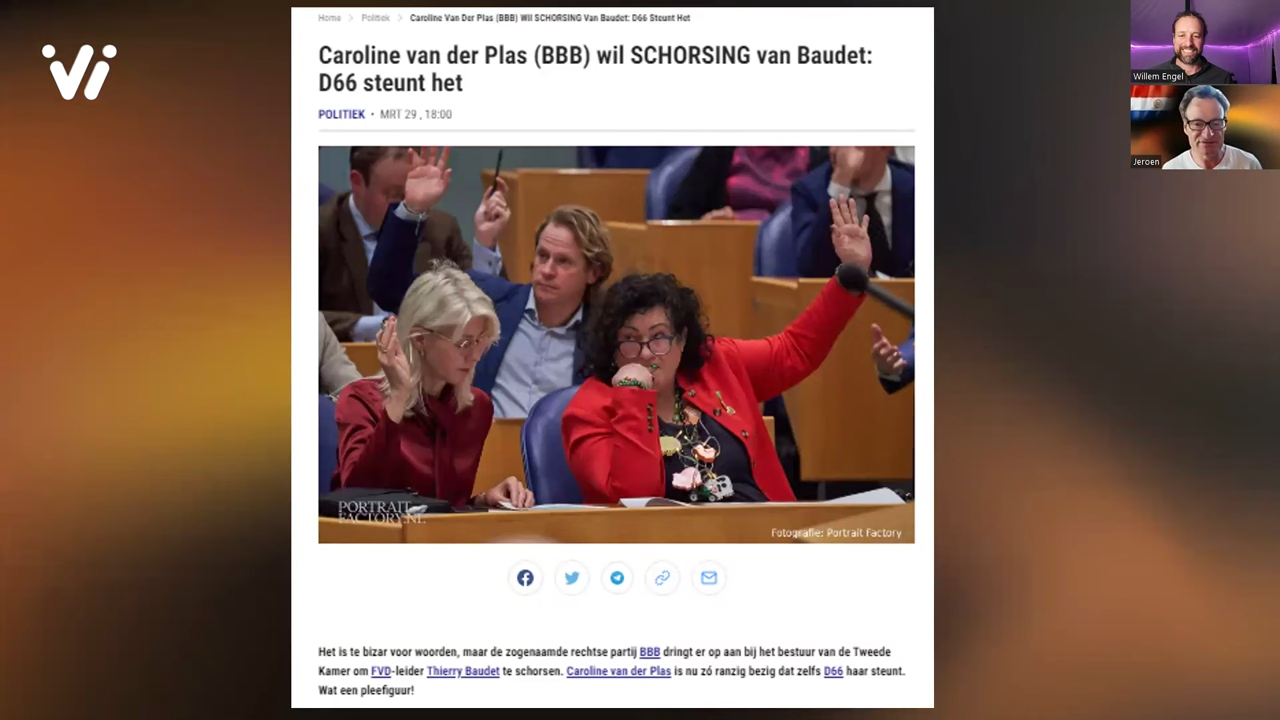 Home > Politiek > Caroline Van Der Plas (BBB) Wil SCHORSING Van Baudet: D66 Steunt Het
Caroline van der Plas (BBB) wil SCHORSING van Baudet:
D66 steunt het
POLITIEK • MRT 29 , 18:00
PORTRAIT
FACTORY.NL
Fotografie: Portrait Factory
Het is te bizar voor woorden, maar de zogenaamde rechtse partij BBB dringt er op aan bij het bestuur van de Tweede
Kamer om FVD-leider Thierry Baudet te schorsen. Caroline van der Plas is nu zó ranzig bezig dat zelfs D66 haar steunt.
Wat een pleefiguur!
Willem Engel
Jeroen